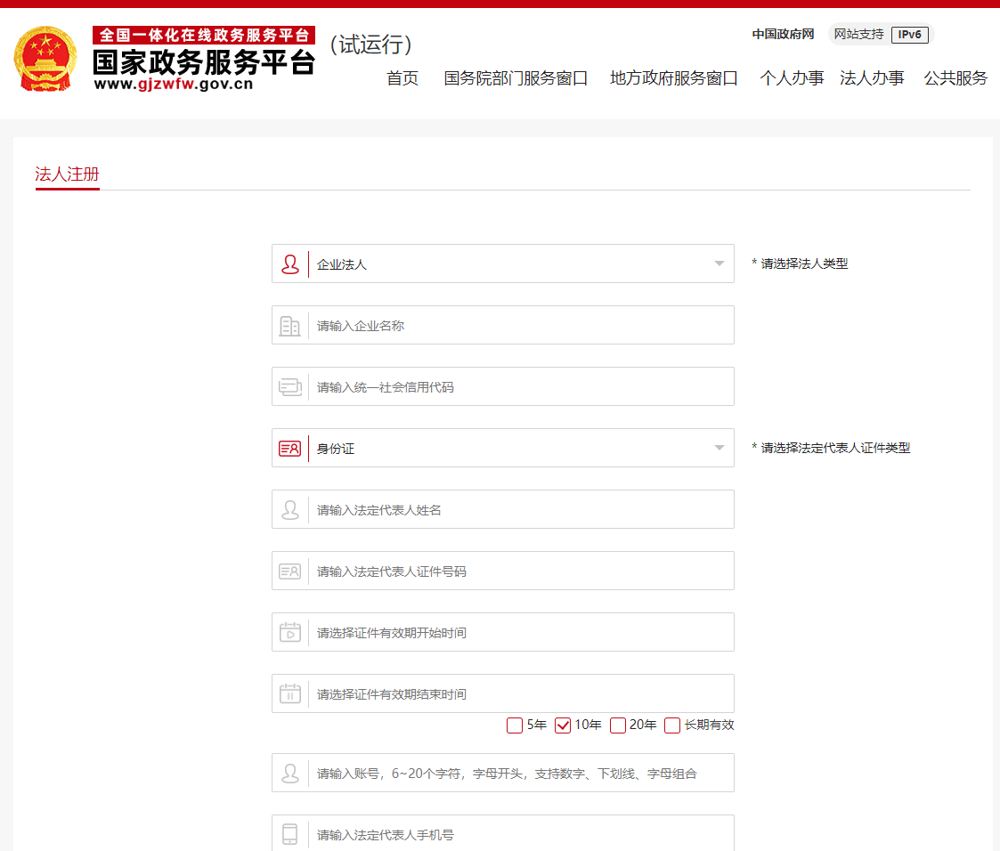 全国一体化在线政务服务平台
国家政务服务平台
www.gjzwfw.gov.cn
（试运行）
中国政府网 网站支持 IPv6
首页 国务院部门服务窗口 地方政府服务窗口 个人办事 法人办事 公共服务
法人注册
企业法人 * 请选择法人类型
请输入企业名称
请输入统一社会信用代码
身份证 * 请选择法定代表人证件类型
请输入法定代表人姓名
请输入法定代表人证件号码
请选择证件有效期开始时间
请选择证件有效期结束时间
5年 10年 20年 长期有效
请输入账号，6~20个字符，字母开头，支持数字、下划线、字母组合
请输入法定代表人手机号